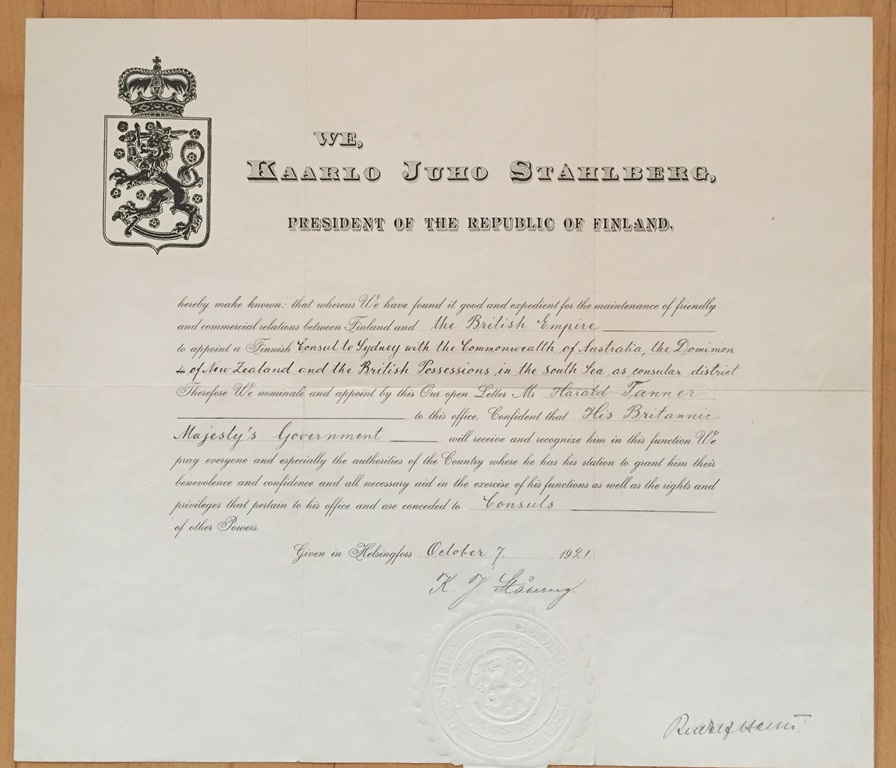 WE,
KAARLO JUHO STÅHLBERG,
PRESIDENT OF THE REPUBLIC OF FINLAND,
hereby make known: that whereas We have found it good and expedient for the maintenance of friendly
and commercial relations between Finland and the British Empire
to appoint a Finnish Consul to Sydney with the Commonwealth of Australia, the Dominion
of New Zealand and the British Possessions in the South Sea as consular district
Therefore We nominate and appoint by this Our open Letter Mr Harald Tanner
to this office. Confident that His Britannic
Majesty's Government will receive and recognize him in this function We
pray everyone and especially the authorities of the Country where he has his station to grant him their
benevolence and confidence and all necessary aid in the exercise of his functions as well as the rights and
privileges that pertain to his office and are conceded to Consuls
of other Powers.
Given in Helsingfors October 7 1921
K. J. Ståhlberg
Rudolf Holsti